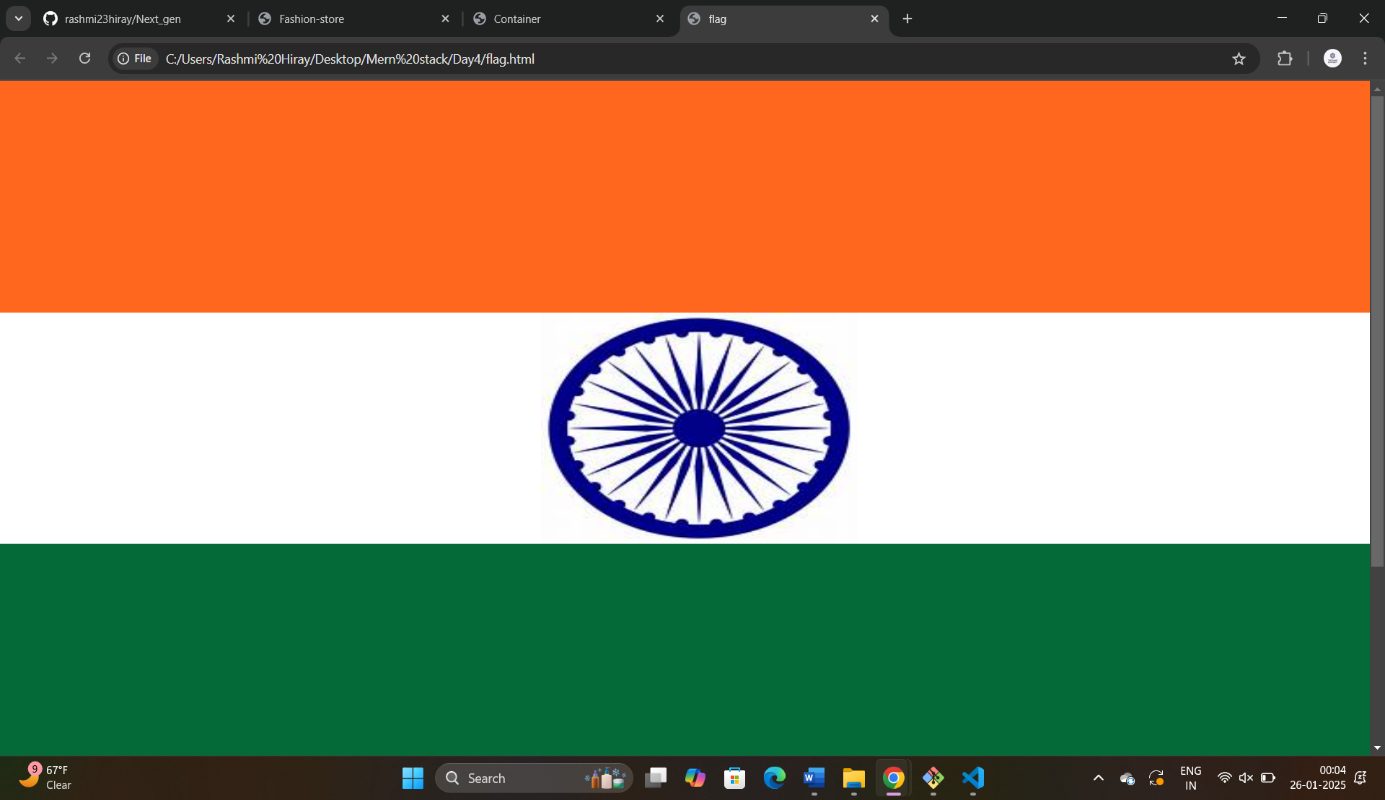 rashmi23hiray/Next_gen
Fashion-store
Container
flag
File
C:/Users/Rashmi%20Hiray/Desktop/Mern%20stack/Day4/flag.html
9
67°F
Clear
Search
W
ENG
IN
00:04
26-01-2025